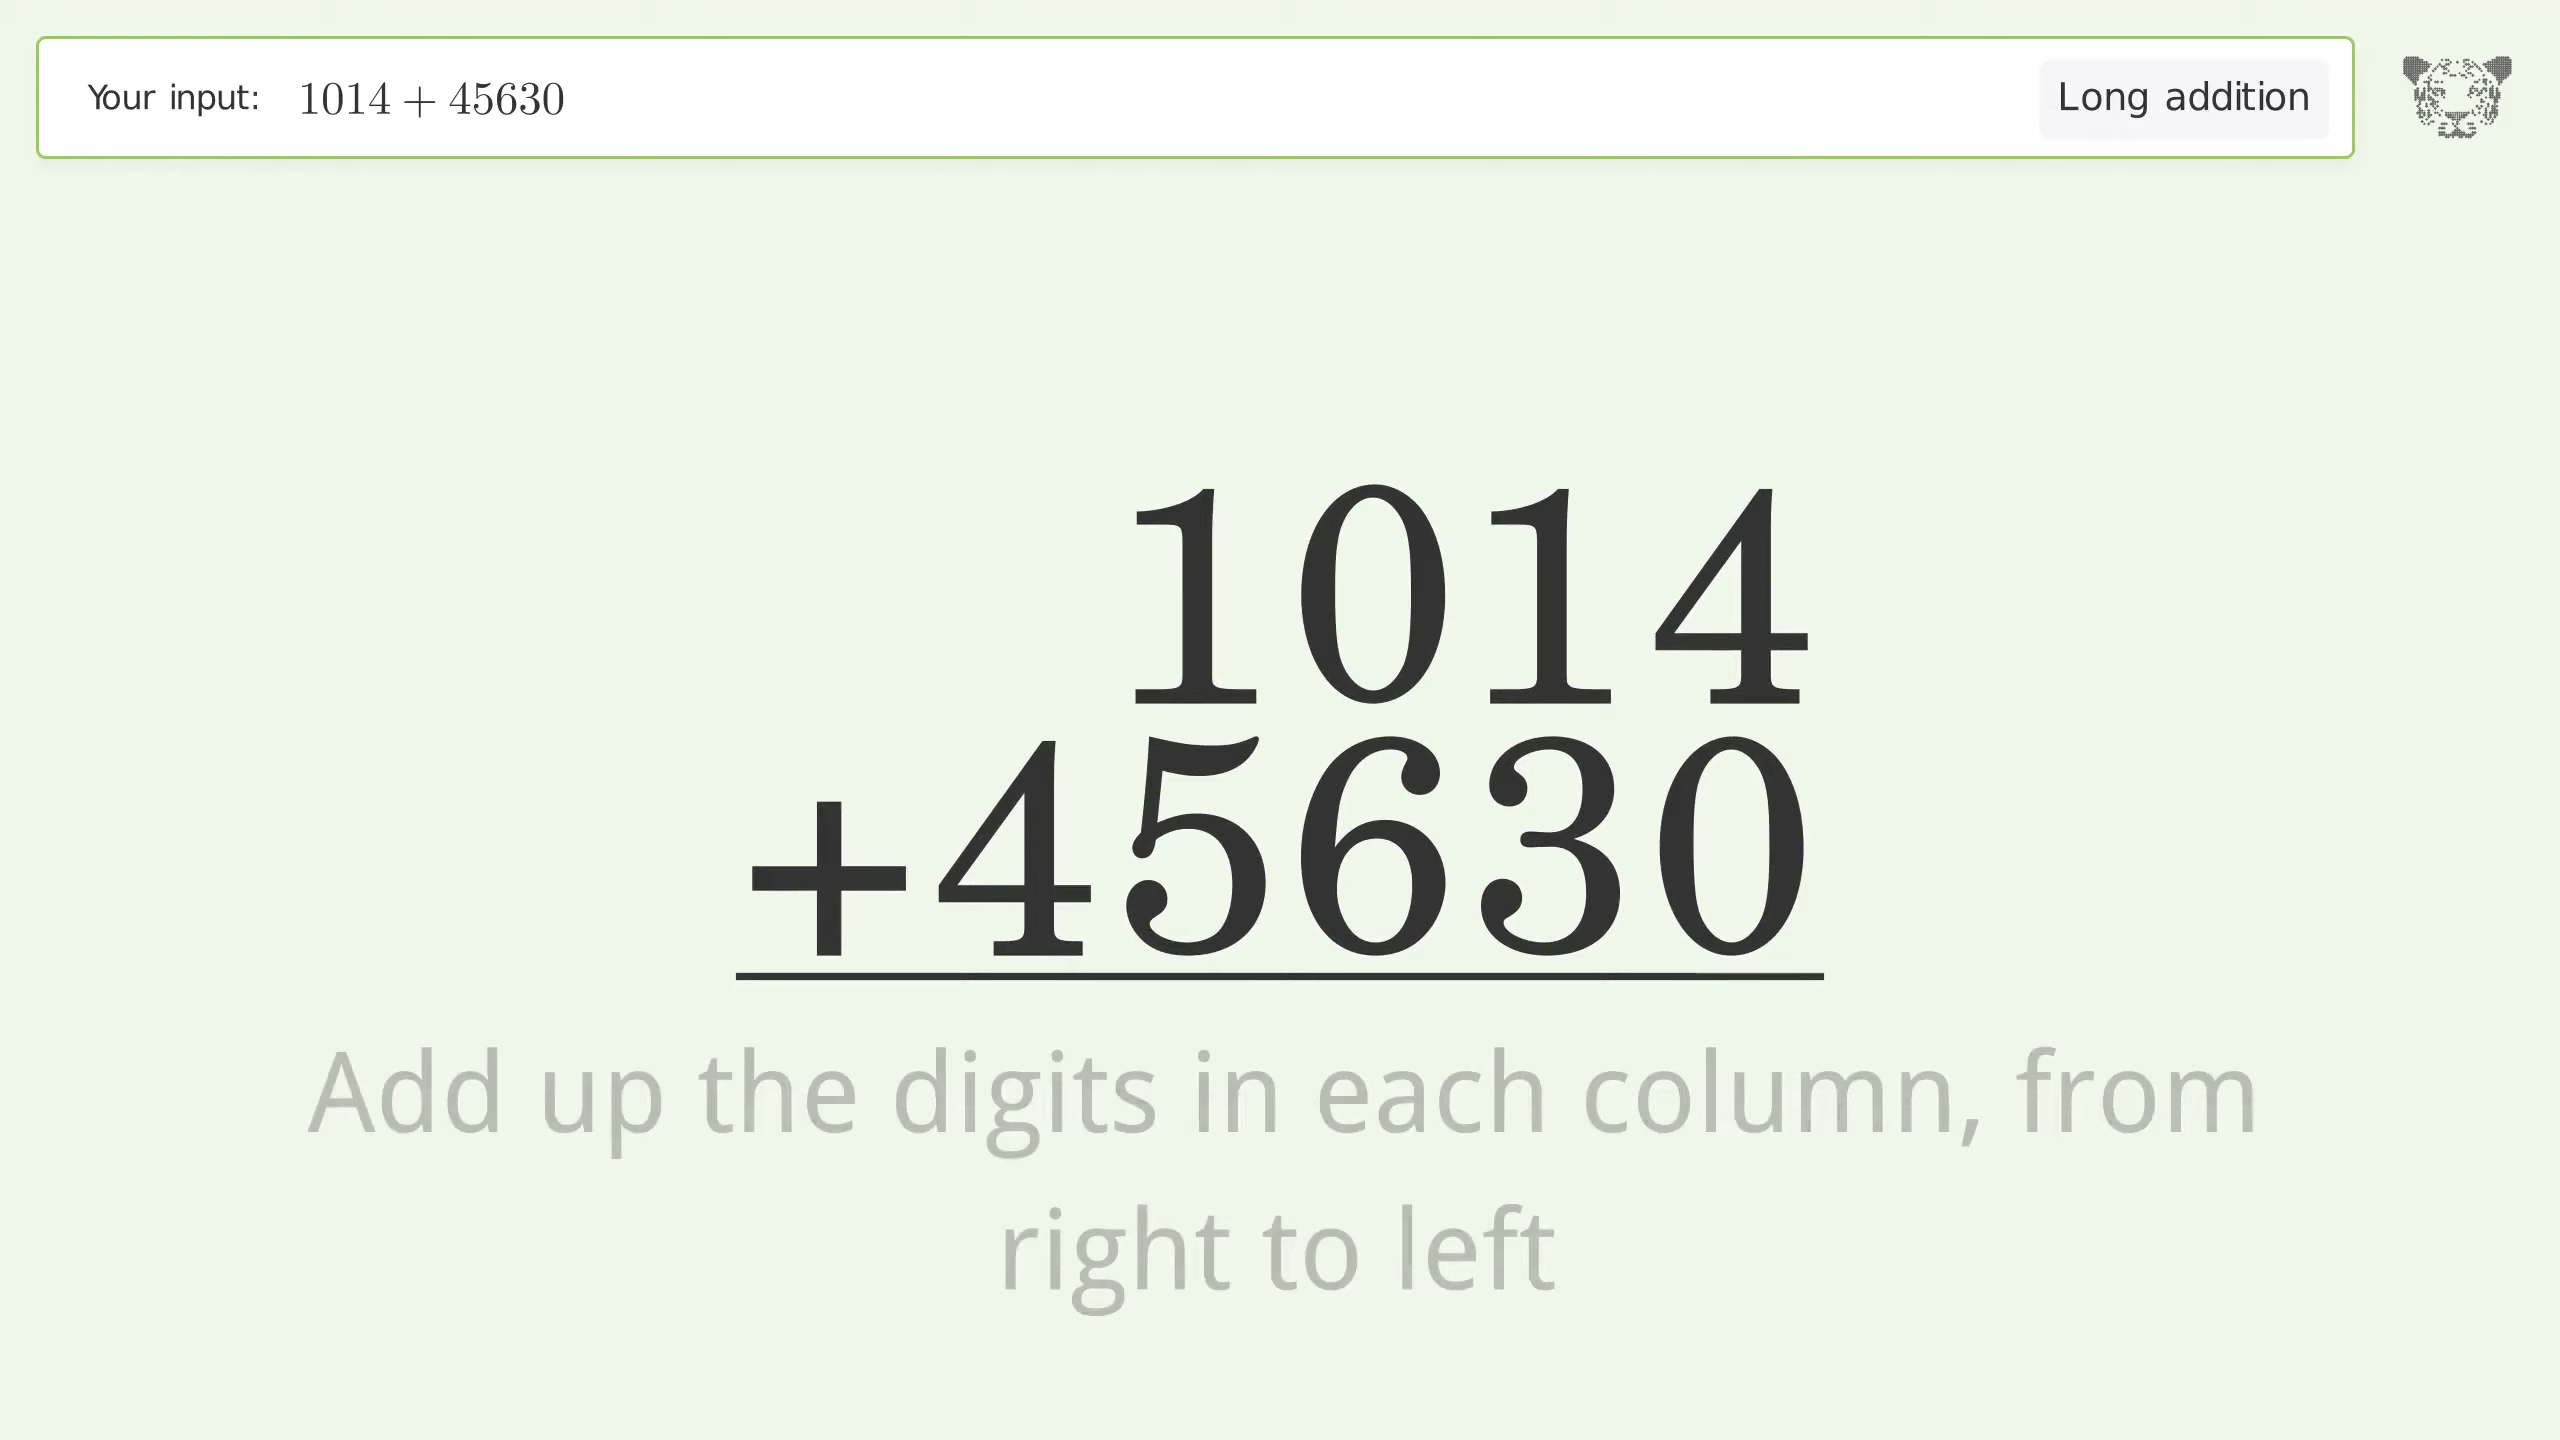 Your input: 1014 + 45630
Long addition
1014
+45630
Add up the digits in each column, from
right to left